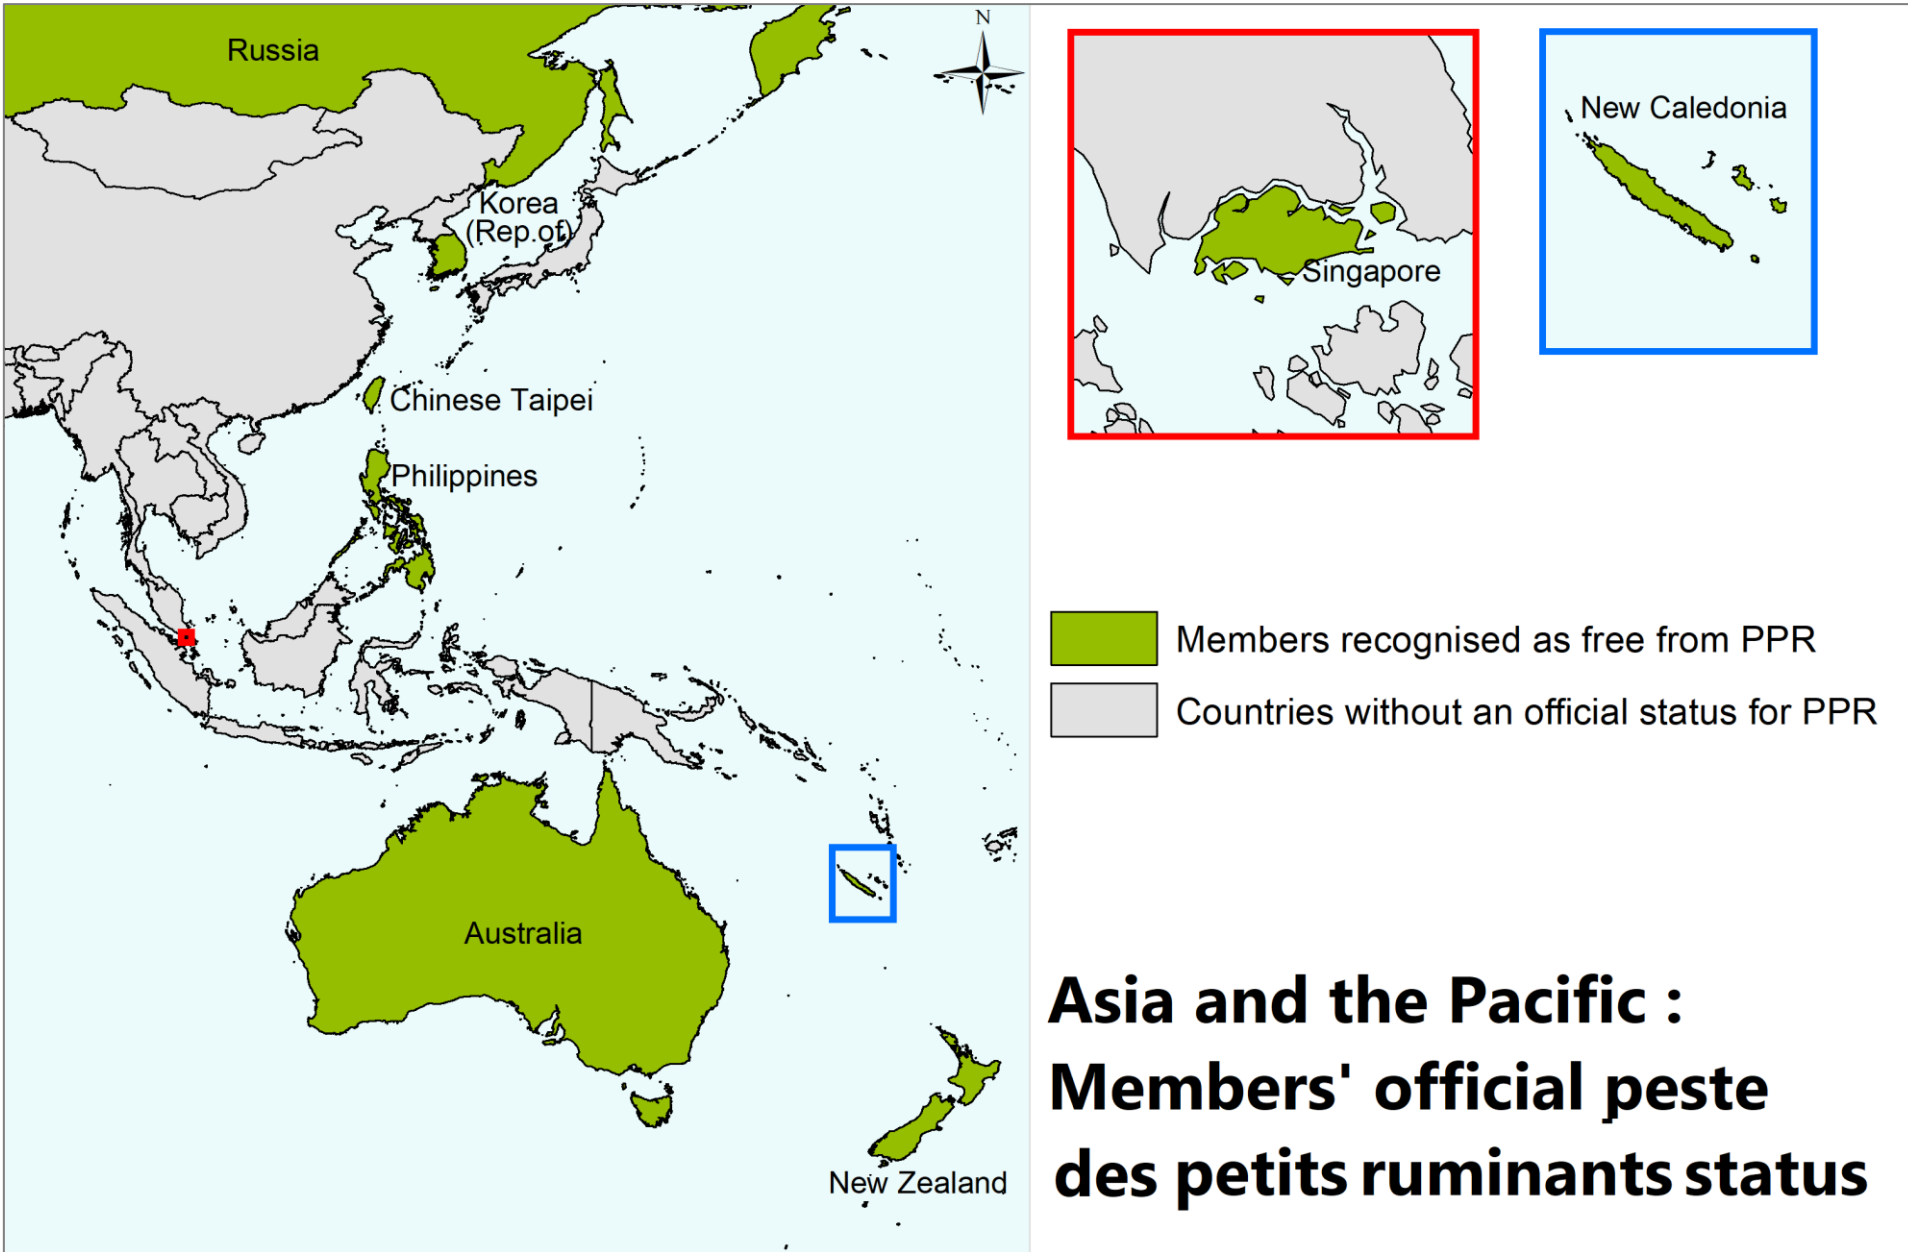 N
Russia
Korea
(Rep.of)
Chinese Taipei
Philippines
Australia
New Zealand
Singapore
New Caledonia
Members recognised as free from PPR
Countries without an official status for PPR
Asia and the Pacific :
Members' official peste
des petits ruminants status